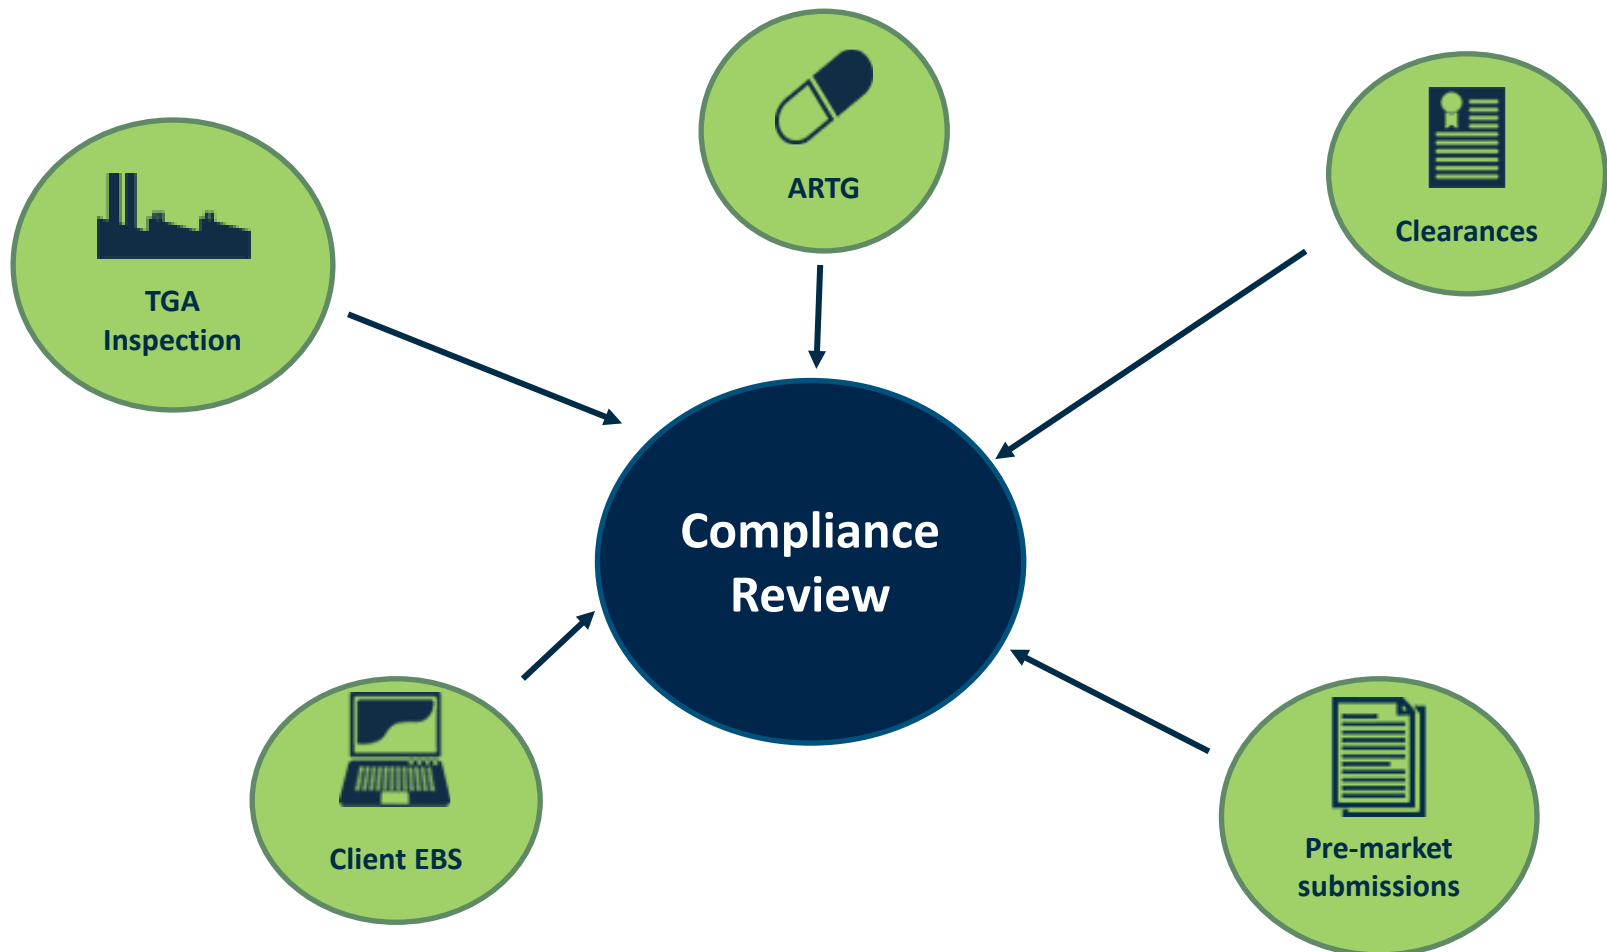 ARTG
Clearances
TGA
Inspection
Compliance
Review
Client EBS
Pre-market
submissions